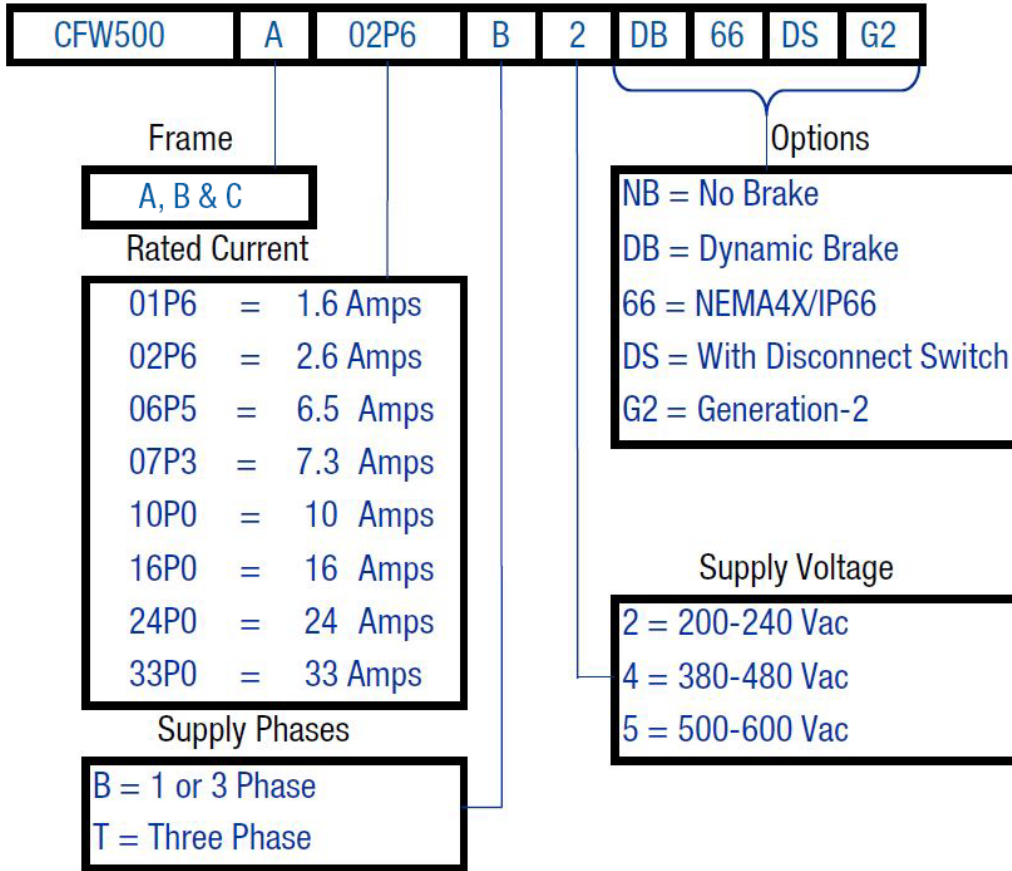 CFW500 A 02P6 B 2 DB 66 DS G2
Frame
A, B & C
Rated Current
01P6 = 1.6 Amps
02P6 = 2.6 Amps
06P5 = 6.5 Amps
07P3 = 7.3 Amps
10P0 = 10 Amps
16P0 = 16 Amps
24P0 = 24 Amps
33P0 = 33 Amps
Supply Phases
B = 1 or 3 Phase
T = Three Phase
Options
NB = No Brake
DB = Dynamic Brake
66 = NEMA4X/IP66
DS = With Disconnect Switch
G2 = Generation-2
Supply Voltage
2 = 200-240 Vac
4 = 380-480 Vac
5 = 500-600 Vac